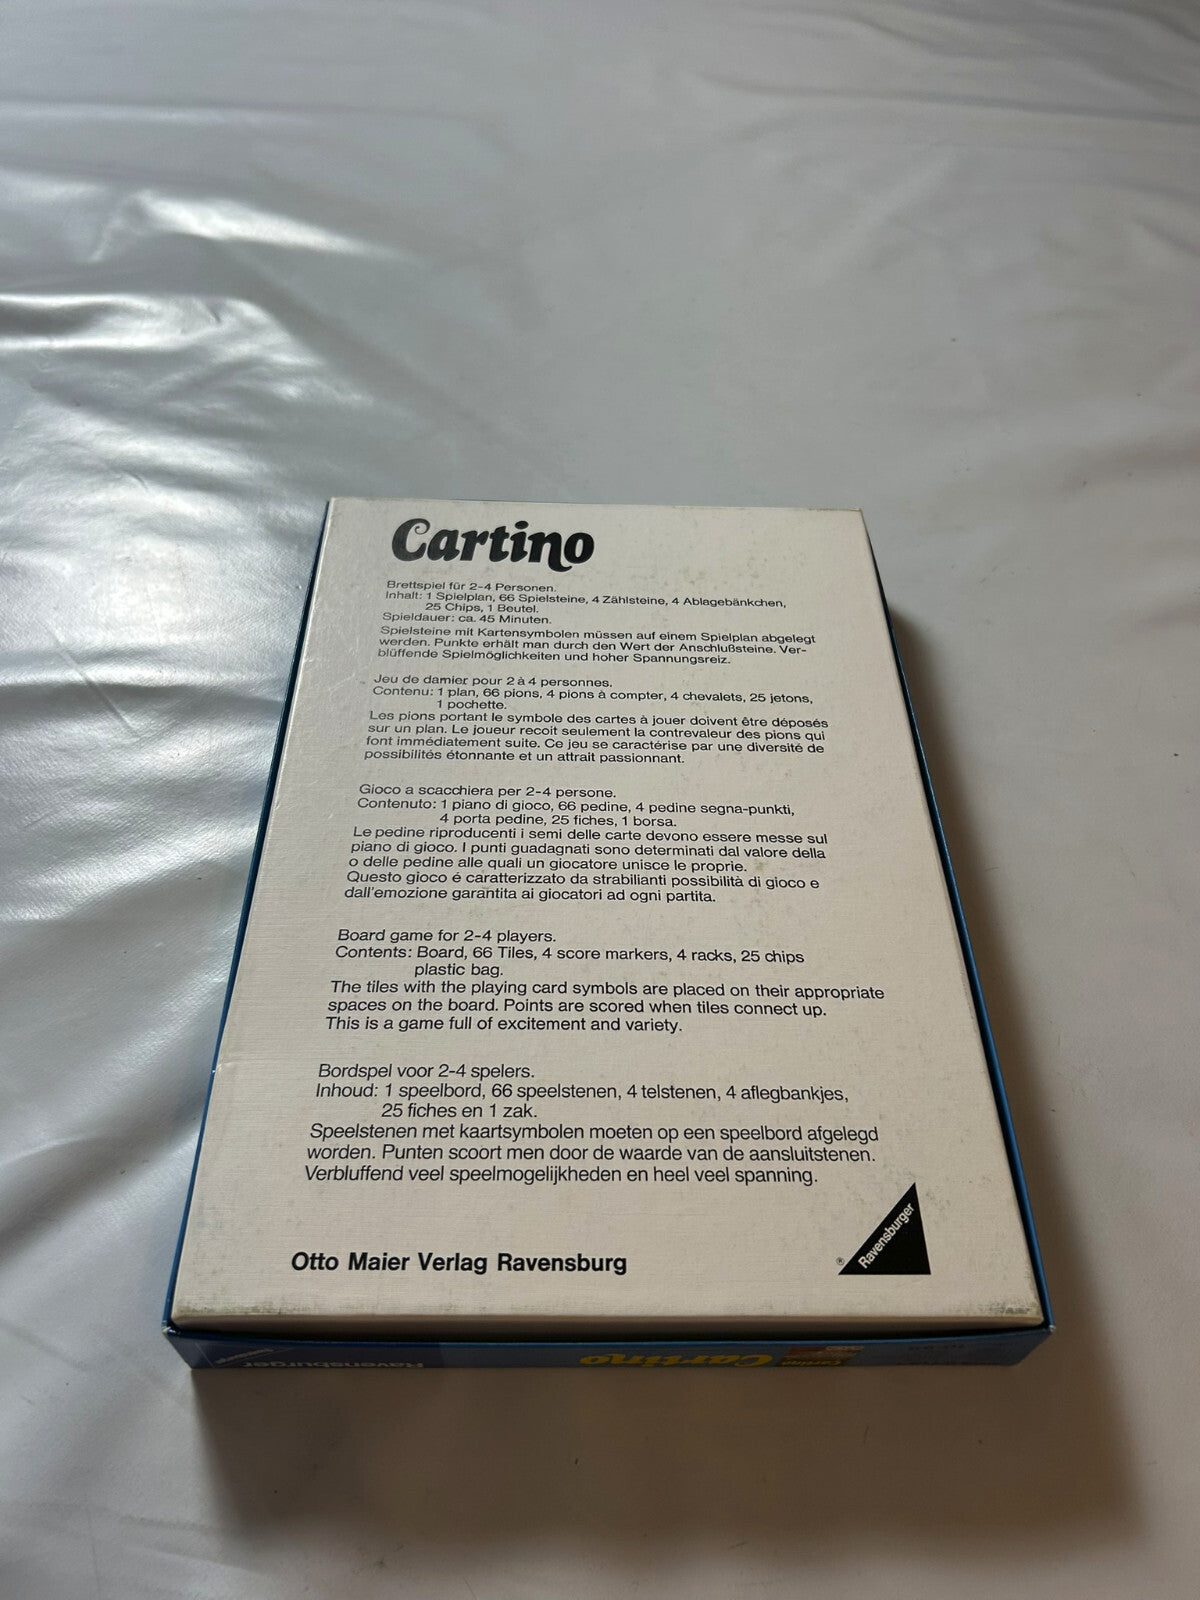 Cartino
Brettspiel für 2-4 Personen.
Inhalt: 1 Spielplan, 66 Spielsteine, 4 Zählsteine, 4 Ablagebänkchen,
25 Chips, 1 Beutel.
Spieldauer: ca. 45 Minuten.
Spielsteine mit Kartensymbolen müssen auf einem Spielplan abgelegt
werden. Punkte erhält man durch den Wert der Anschlußsteine. Ver-
blüffende Spielmöglichkeiten und hoher Spannungsreiz.
Jeu de damier pour 2 à 4 personnes.
Contenu: 1 plan, 66 pions, 4 pions à compter, 4 chevalets, 25 jetons,
1 pochette.
Les pions portant le symbole des cartes à jouer doivent être déposés
sur un plan. Le joueur recoit seulement la contrevaleur des pions qui
font immédiatement suite. Ce jeu se caractérise par une diversité de
possibilités étonnante et un attrait passionnant.
Gioco a scacchiera per 2-4 persone.
Contenuto: 1 piano di gioco, 66 pedine, 4 pedine segna-punkti,
4 porta pedine, 25 fiches, 1 borsa.
Le pedine riproducenti i semi delle carte devono essere messe sul
piano di gioco. I punti guadagnati sono determinati dal valore della
o delle pedine alle quali un giocatore unisce le proprie.
Questo gioco é caratterizzato da strabilianti possibilità di gioco e
dall'emozione garantita ai giocatori ad ogni partita.
Board game for 2-4 players.
Contents: Board, 66 Tiles, 4 score markers, 4 racks, 25 chips
plastic bag.
The tiles with the playing card symbols are placed on their appropriate
spaces on the board. Points are scored when tiles connect up.
This is a game full of excitement and variety.
Bordspel voor 2-4 spelers.
Inhoud: 1 speelbord, 66 speelstenen, 4 telstenen, 4 aflegbankjes,
25 fiches en 1 zak.
Speelstenen met kaartsymbolen moeten op een speelbord afgelegd
worden. Punten scoort men door de waarde van de aansluitstenen.
Verbluffend veel speelmogelijkheden en heel veel spanning.
Otto Maier Verlag Ravensburg
® Ravensburger
Ravensburger
Cartino
Cartino